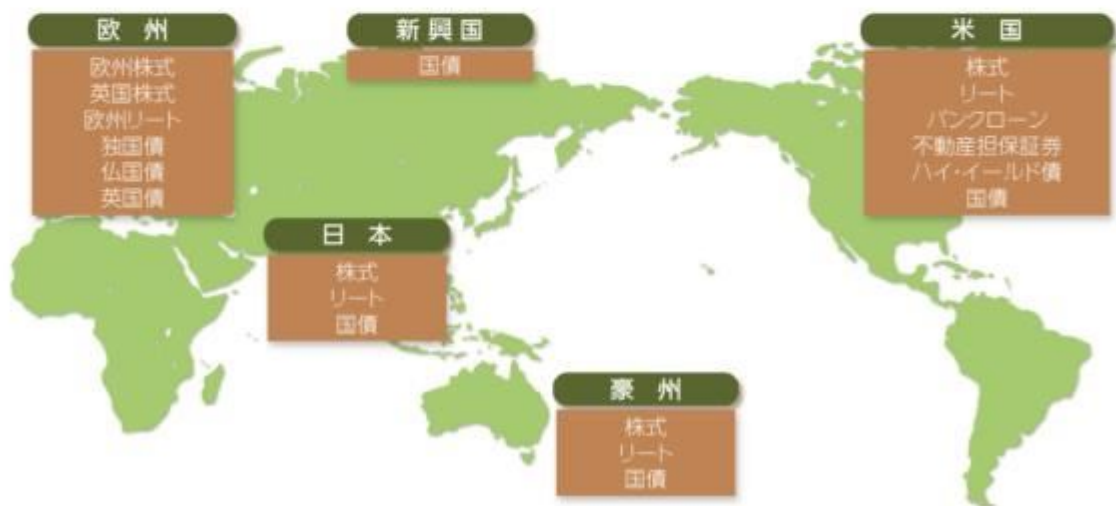 欧州
欧州株式
英国株式
欧州リート
独国債
仏国債
英国債
新興国
国債
米国
株式
リート
バンクローン
不動産担保証券
ハイ・イールド債
国債
日本
株式
リート
国債
豪州
株式
リート
国債